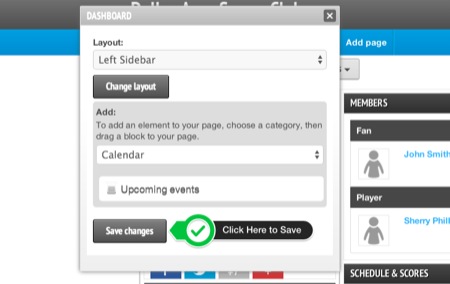 DASHBOARD
Layout:
Left Sidebar
Add page
Change layout
MEMBERS
Add:
To add an element to your page, choose a category, then
drag a block to your page.
Fan
Calendar
John Smith
Upcoming events
Player
Save changes
Click Here to Save
Sherry Phil
SCHEDULE & SCORES